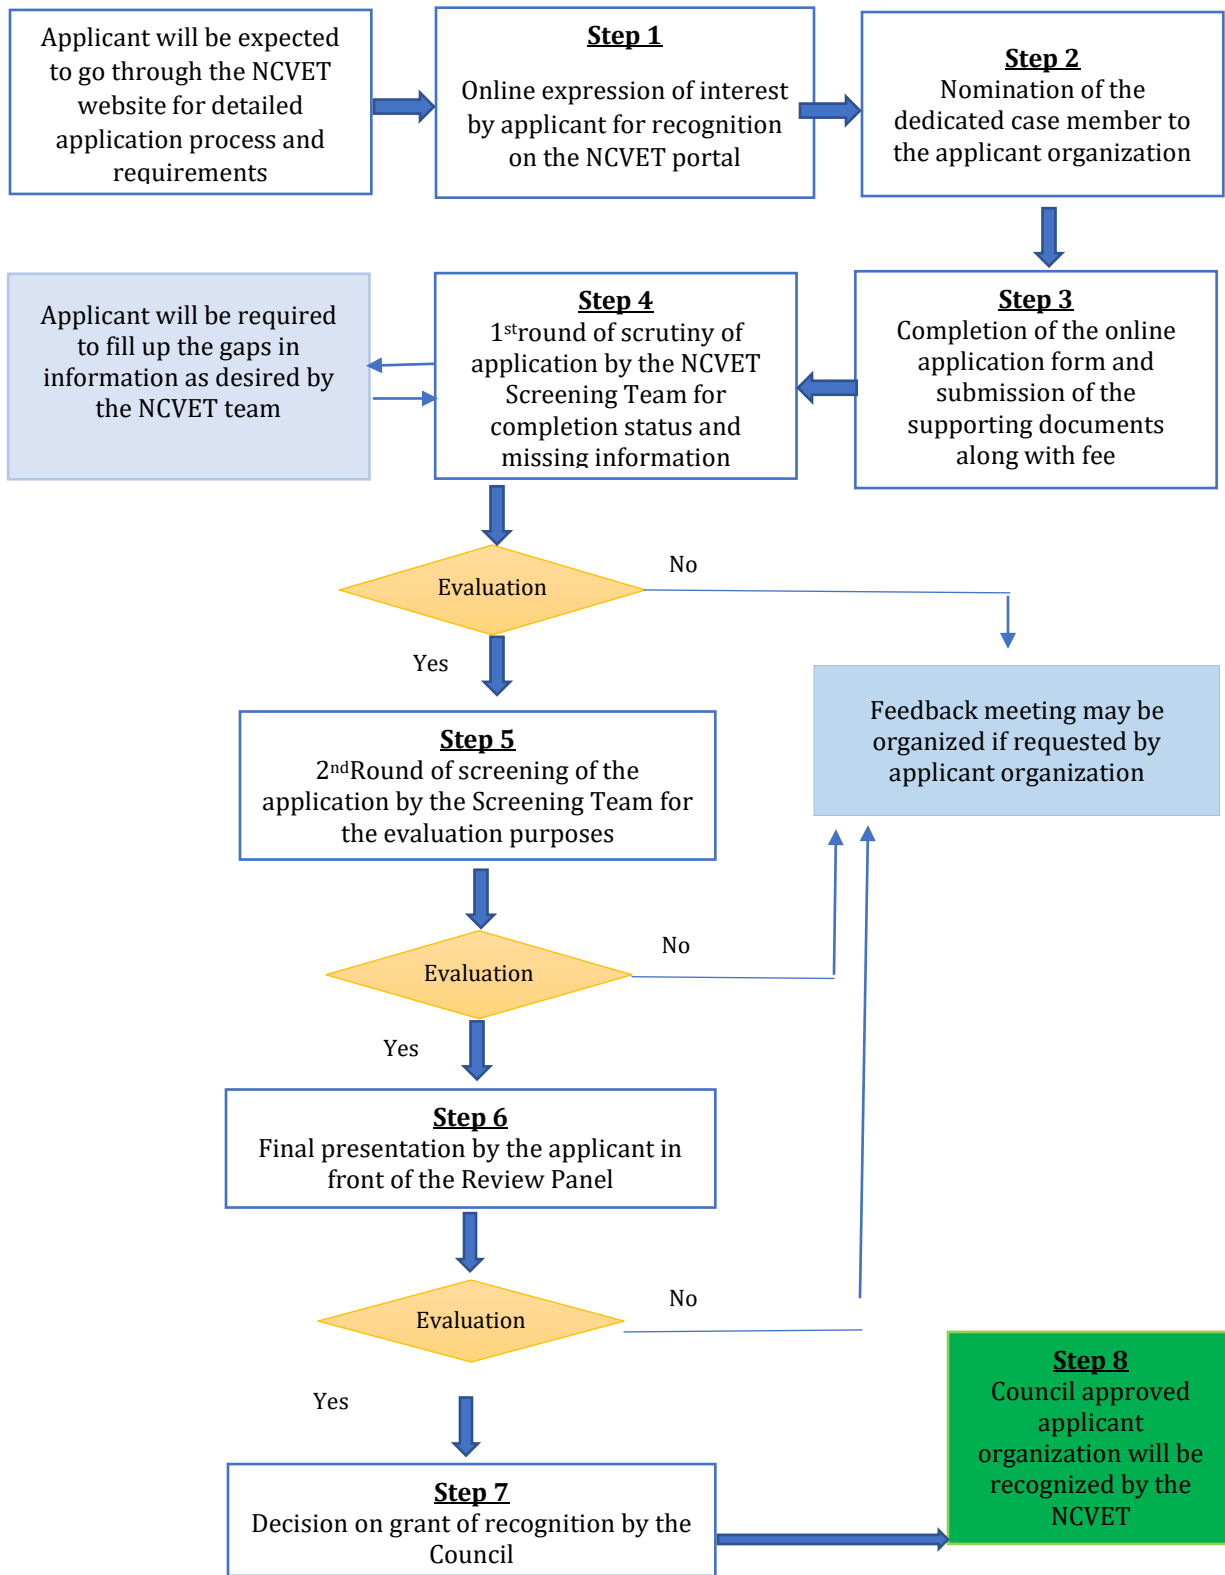 Applicant will be expected
to go through the NCVET
website for detailed
application process and
requirements
Step 1
Online expression of interest
by applicant for recognition
on the NCVET portal
Step 2
Nomination of the
dedicated case member to
the applicant organization
Step 3
Completion of the online
application form and
submission of the
supporting documents
along with fee
Step 4
1stround of scrutiny of
application by the NCVET
Screening Team for
completion status and
missing information
Applicant will be required
to fill up the gaps in
information as desired by
the NCVET team
Evaluation
No
Yes
Feedback meeting may be
organized if requested by
applicant organization
Step 5
2ndRound of screening of the
application by the Screening Team for
the evaluation purposes
Evaluation
No
Yes
Step 6
Final presentation by the applicant in
front of the Review Panel
Evaluation
No
Yes
Step 7
Decision on grant of recognition by the
Council
Step 8
Council approved
applicant
organization will be
recognized by the
NCVET